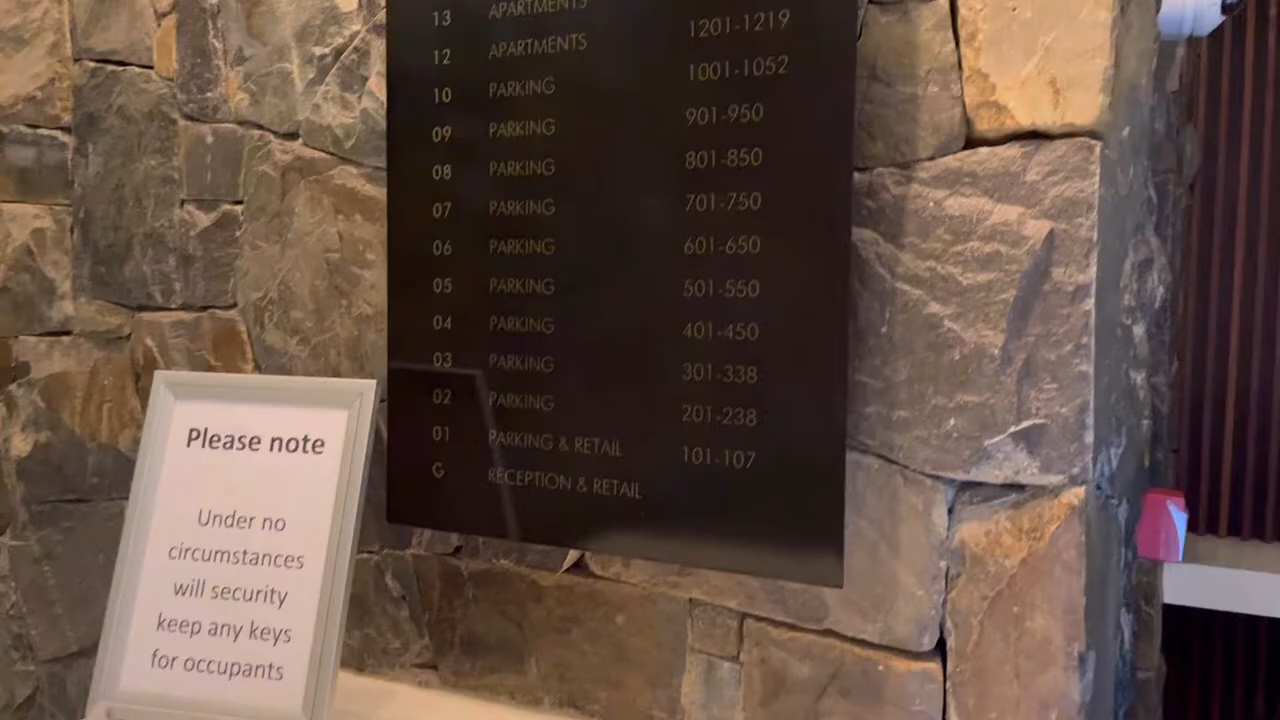 13 APARTMENTS
12 APARTMENTS 1201-1219
10 PARKING 1001-1052
09 PARKING 901-950
08 PARKING 801-850
07 PARKING 701-750
06 PARKING 601-650
05 PARKING 501-550
04 PARKING 401-450
03 PARKING 301-338
02 PARKING 201-238
01 PARKING & RETAIL 101-107
G RECEPTION & RETAIL
Please note
Under no
circumstances
will security
keep any keys
for occupants